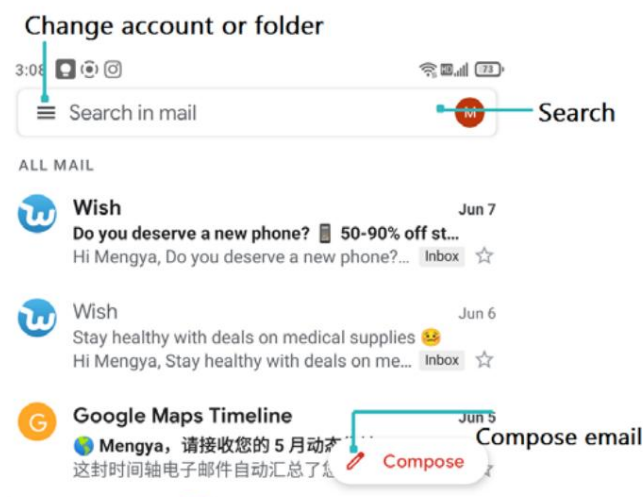 Change account or folder
3:08
HD 73
Search in mail
M
Search
ALL MAIL
Wish
Jun 7
Do you deserve a new phone? 📱 50-90% off st...
Hi Mengya, Do you deserve a new phone?...
Inbox
Wish
Jun 6
Stay healthy with deals on medical supplies 🤒
Hi Mengya, Stay healthy with deals on me...
Inbox
G
Google Maps Timeline
Jun 5
🌎 Mengya，请接收您的 5 月动态
Compose email
这封时间轴电子邮件自动汇总了
Compose